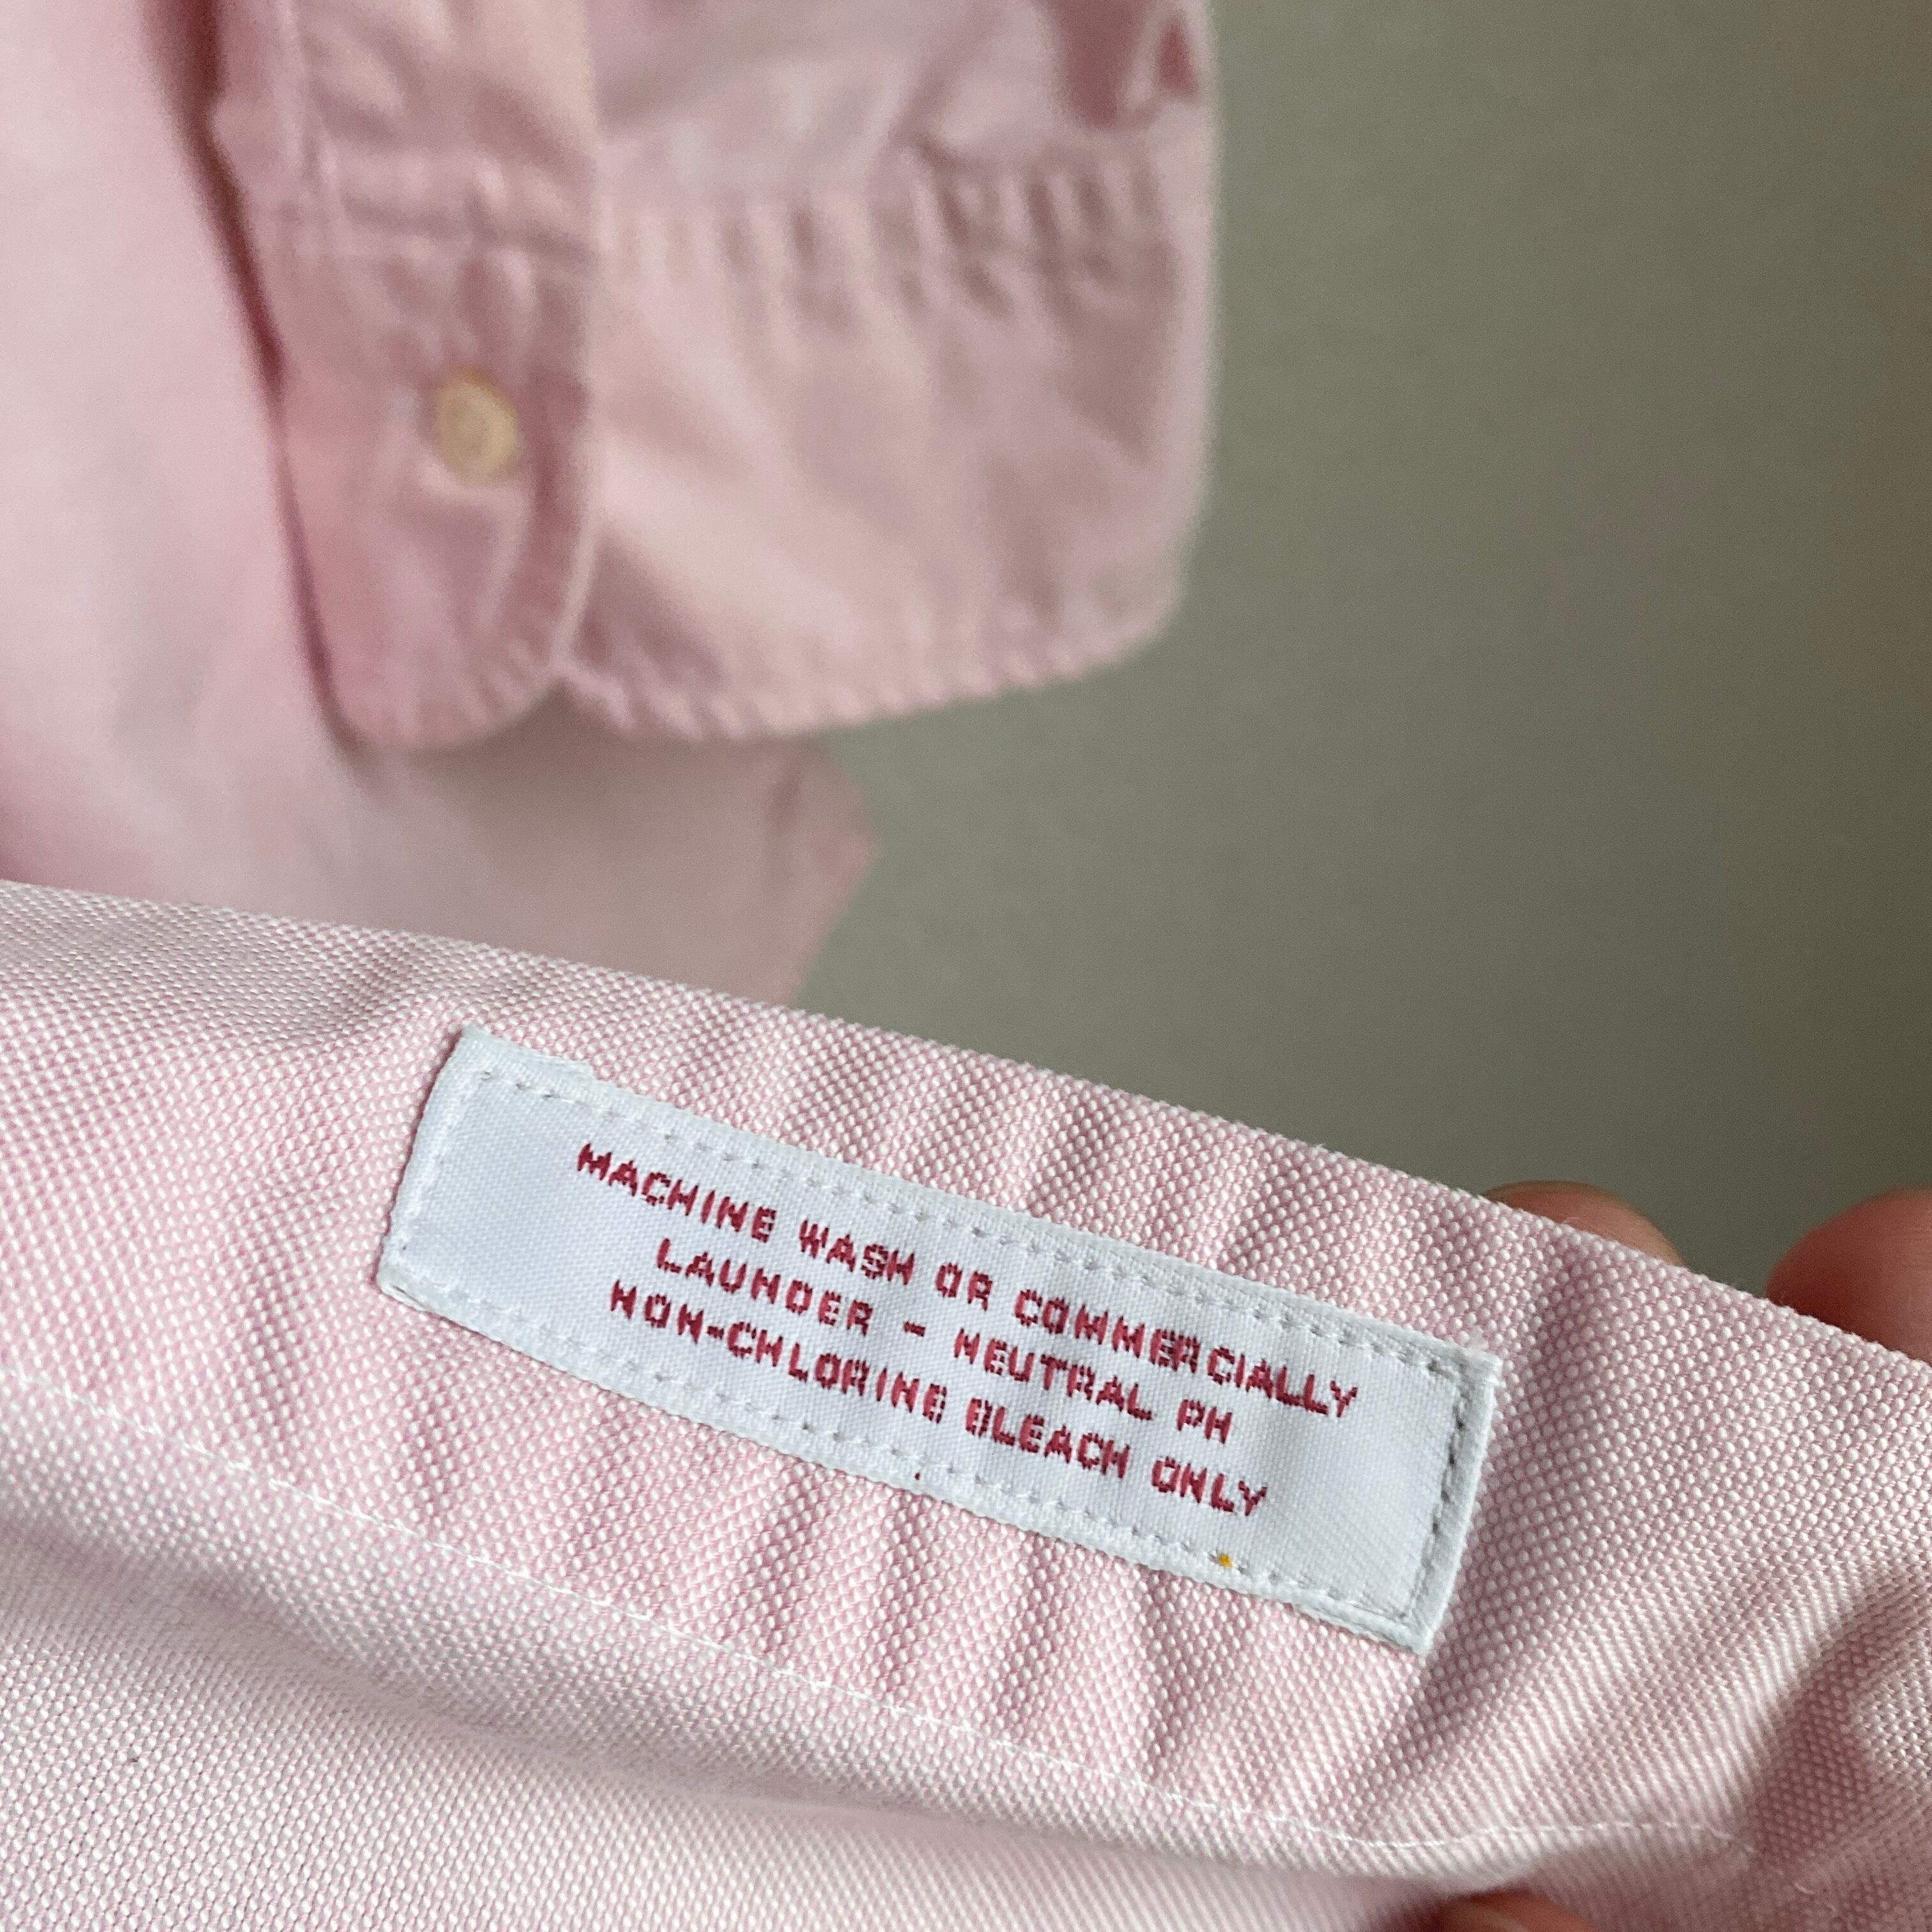 MACHINE WASH OR COMMERCIALLY
LAUNDER - NEUTRAL PH
NON-CHLORINE BLEACH ONLY